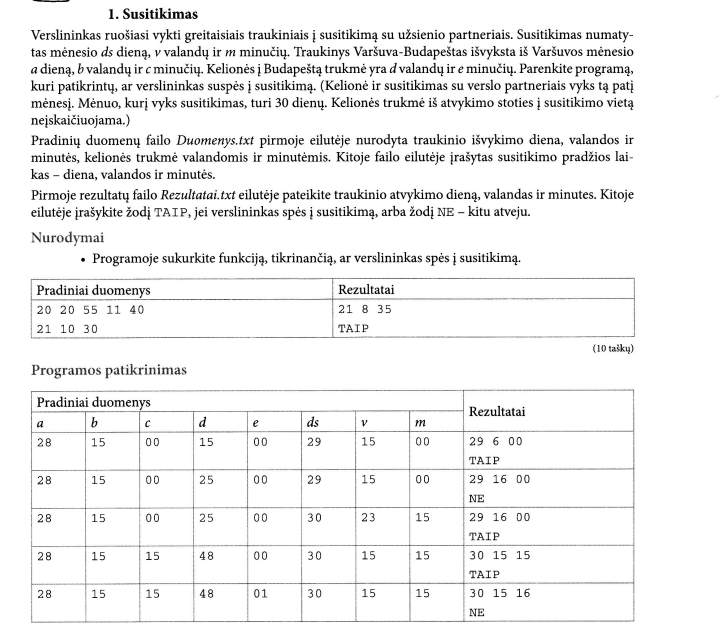 1. Susitikimas
Verslininkas ruošiasi vykti greitaisiais traukiniais į susitikimą su užsienio partneriais. Susitikimas numaty-
tas mėnesio ds dieną, v valandų ir m minučių. Traukinys Varšuva-Budapeštas išvyksta iš Varšuvos mėnesio
a dieną, b valandų ir c minučių. Kelionės į Budapeštą trukmė yra d valandų ir e minučių. Parenkite programą,
kuri patikrintų, ar verslininkas suspės į susitikimą. (Kelionė ir susitikimas su verslo partneriais vyks tą patį
mėnesį. Mėnuo, kurį vyks susitikimas, turi 30 dienų. Kelionės trukmė iš atvykimo stoties į susitikimo vietą
neįskaičiuojama.)
Pradinių duomenų failo Duomenys.txt pirmoje eilutėje nurodyta traukinio išvykimo diena, valandos ir
minutės, kelionės trukmė valandomis ir minutėmis. Kitoje failo eilutėje įrašytas susitikimo pradžios lai-
kas – diena, valandos ir minutės.
Pirmoje rezultatų failo Rezultatai.txt eilutėje pateikite traukinio atvykimo dieną, valandas ir minutes. Kitoje
eilutėje įrašykite žodį TAIP, jei verslininkas spės į susitikimą, arba žodį NE – kitu atveju.
Nurodymai
• Programoje sukurkite funkciją, tikrinančią, ar verslininkas spės į susitikimą.
Pradiniai duomenys Rezultatai
20 20 55 11 40 21 8 35
21 10 30 TAIP
(10 taškų)
Programos patikrinimas
Pradiniai duomenys Rezultatai
a b c d e ds v m
28 15 00 15 00 29 15 00 29 6 00
TAIP
28 15 00 25 00 29 15 00 29 16 00
NE
28 15 00 25 00 30 23 15 29 16 00
TAIP
28 15 15 48 00 30 15 15 30 15 15
TAIP
28 15 15 48 01 30 15 15 30 15 16
NE